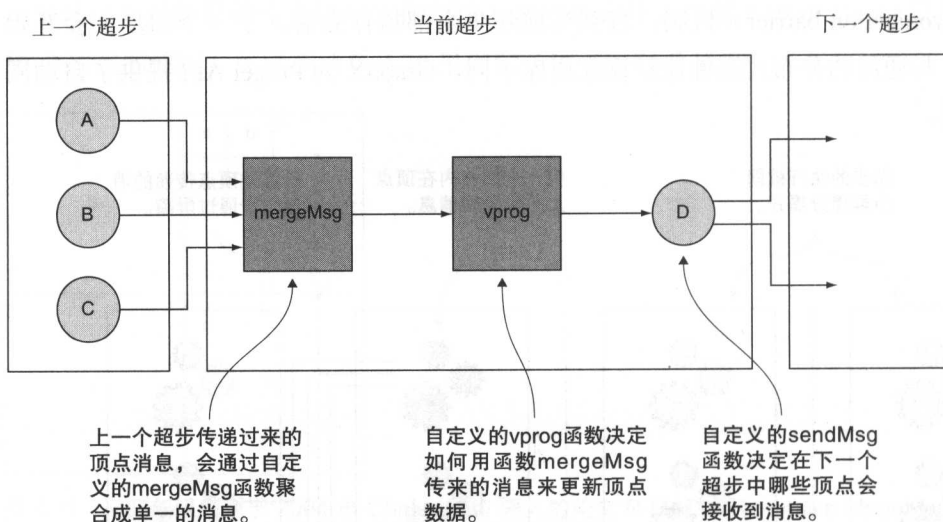 上一个超步
当前超步
下一个超步
A
B
C
mergeMsg
vprog
D
上一个超步传递过来的
顶点消息，会通过自定
义的mergeMsg函数聚
合成单一的消息。
自定义的vprog函数决定
如何用函数mergeMsg
传来的消息来更新顶点
数据。
自定义的sendMsg
函数决定在下一个
超步中哪些顶点会
接收到消息。